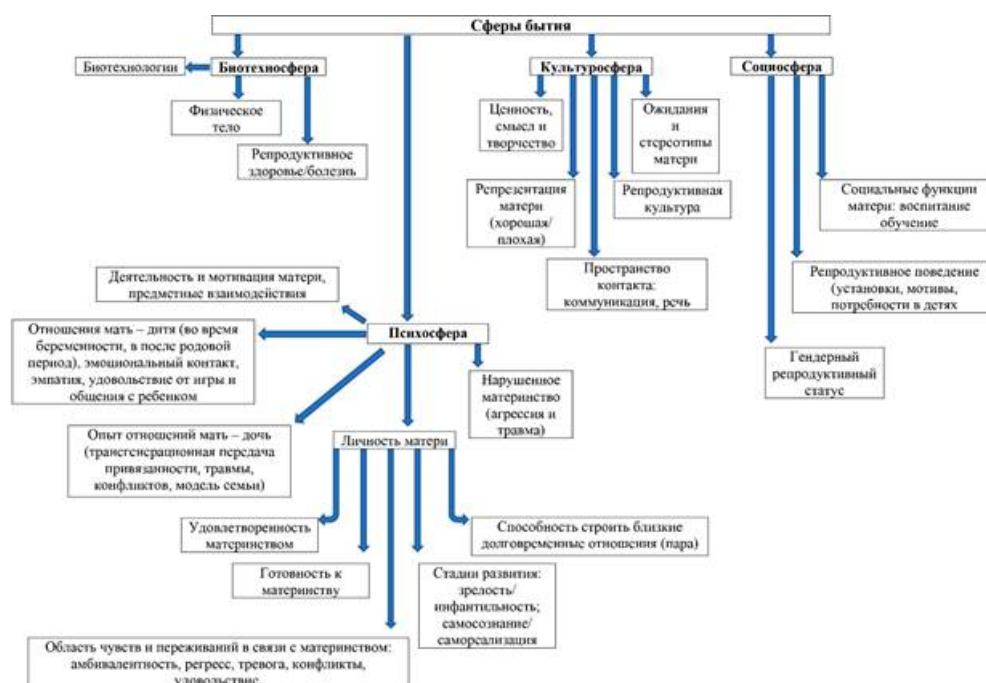 Сферы бытия
Биотехнологии
Биотехносфера
Культуросфера
Социосфера
Физическое
тело
Репродуктивное
здоровье/болезнь
Ценность,
смысл и
творчество
Ожидания
и
стереотипы
матери
Репрезентация
матери
(хорошая/
плохая)
Репродуктивная
культура
Социальные функции
матери: воспитание
обучение
Пространство
контакта:
коммуникация, речь
Репродуктивное поведение
(установки, мотивы,
потребности в детях
Гендерный
репродуктивный
статус
Деятельность и мотивация матери,
предметные взаимодействия
Психосфера
Отношения мать – дитя (во время
беременности, в после родовой
период), эмоциональный контакт,
эмпатия, удовольствие от игры и
общения с ребенком
Нарушенное
материнство
(агрессия и
травма)
Опыт отношений мать – дочь
(трансгенерационная передача
привязанности, травмы,
конфликтов, модель семьи)
Личность матери
Удовлетворенность
материнством
Способность строить близкие
долговременные отношения (пара)
Готовность к
материнству
Стадии развития:
зрелость/
инфантильность;
самосознание/
самореализация
Область чувств и переживаний в связи с материнством:
амбивалентность, регресс, тревога, конфликты,
удовольствие